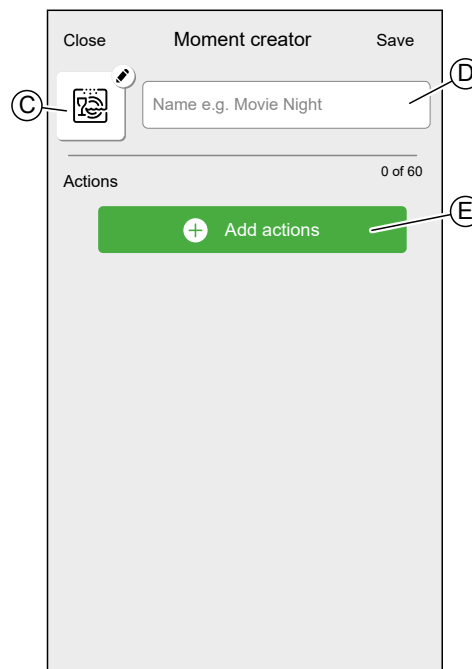 Close Moment creator Save
C
Name e.g. Movie Night
D
Actions
0 of 60
Add actions
E